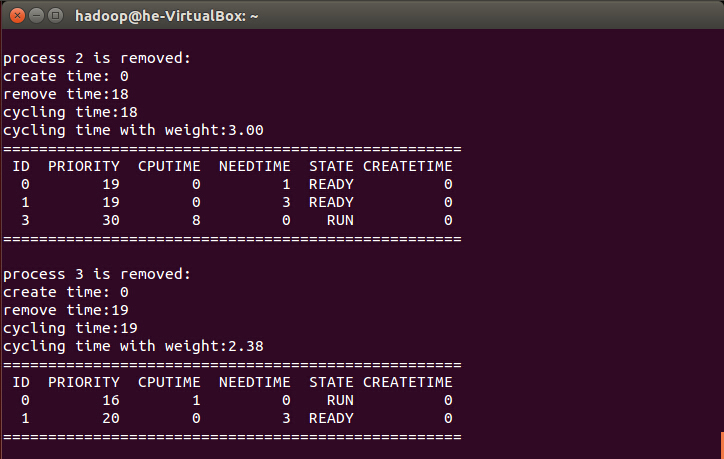 hadoop@he-VirtualBox: ~
process 2 is removed:
create time: 0
remove time:18
cycling time:18
cycling time with weight:3.00
===================================================
 ID  PRIORITY  CPUTIME  NEEDTIME  STATE CREATETIME
  0        19        0         1  READY          0
  1        19        0         3  READY          0
  3        30        8         0    RUN          0
===================================================
process 3 is removed:
create time: 0
remove time:19
cycling time:19
cycling time with weight:2.38
===================================================
 ID  PRIORITY  CPUTIME  NEEDTIME  STATE CREATETIME
  0        16        1         0    RUN          0
  1        20        0         3  READY          0
===================================================